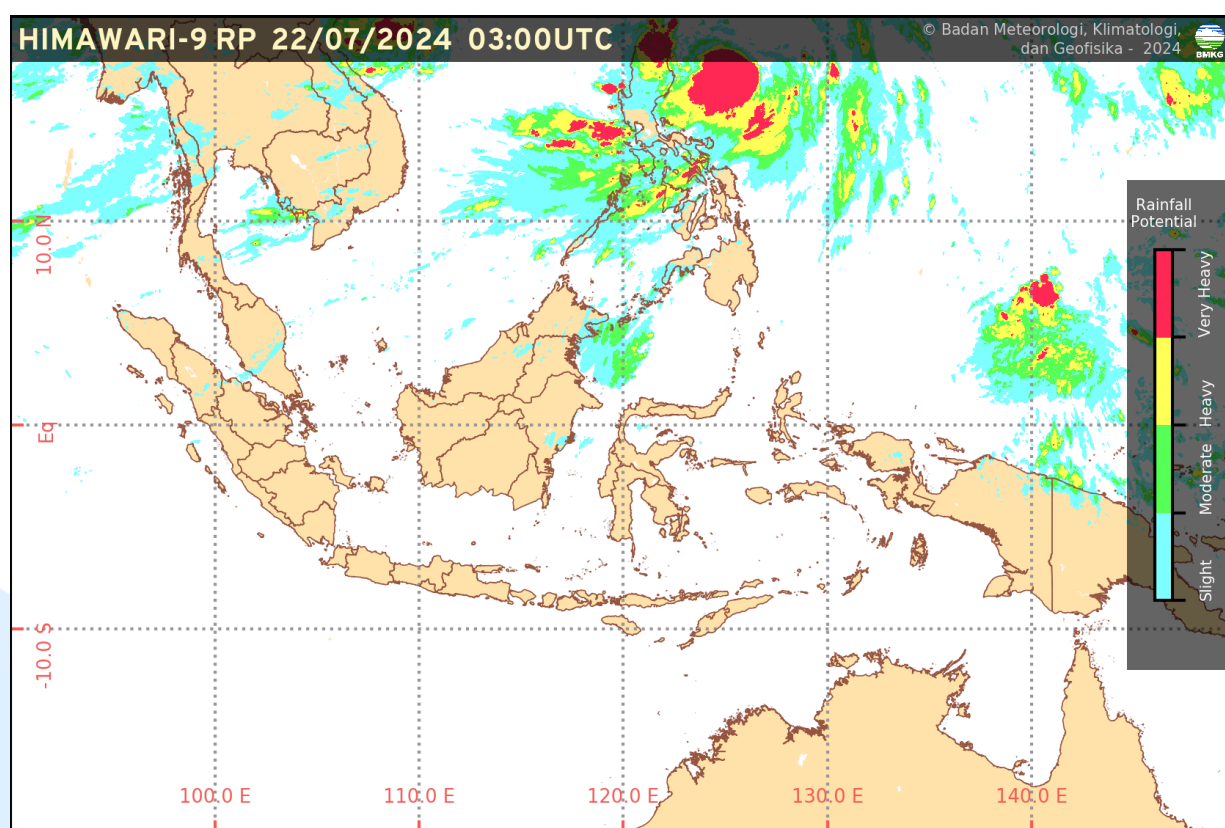 HIMAWARI-9 RP 22/07/2024 03:00UTC
© Badan Meteorologi, Klimatologi,
dan Geofisika - 2024
BMKG
Rainfall
Potential
Very Heavy
Heavy
Moderate
Slight
10.0 N
Eq
-10.0 S
100.0 E
110.0 E
120.0 E
130.0 E
140.0 E